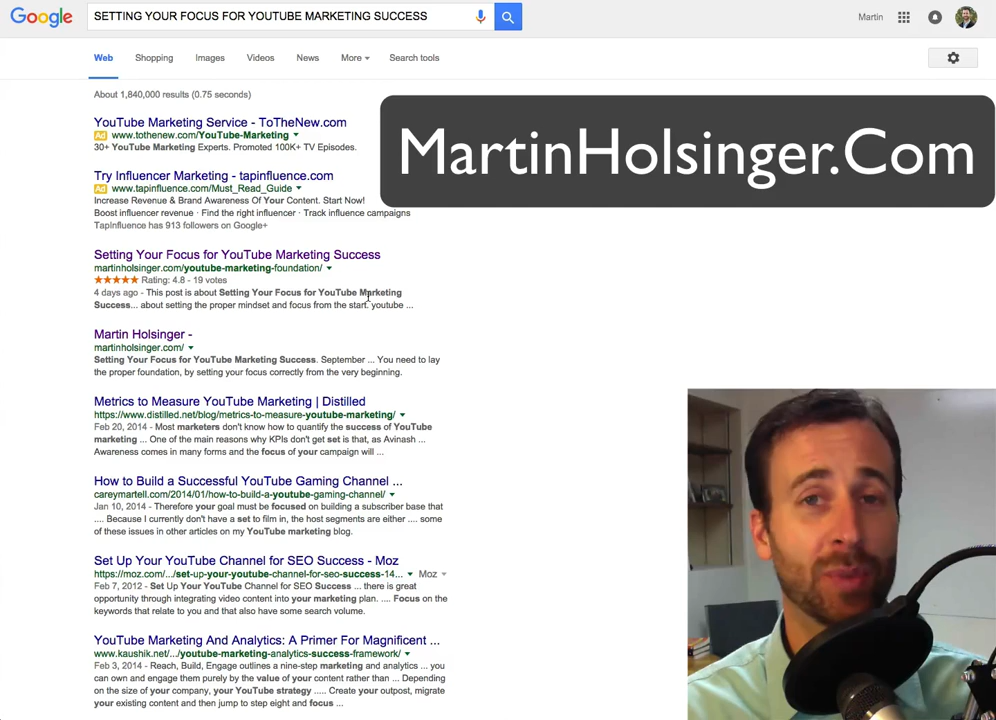 Google
SETTING YOUR FOCUS FOR YOUTUBE MARKETING SUCCESS
Martin
Web Shopping Images Videos News More Search tools
About 1,840,000 results (0.75 seconds)
MartinHolsinger.Com
YouTube Marketing Service - ToTheNew.com
Ad www.tothenew.com/YouTube-Marketing
30+ YouTube Marketing Experts. Promoted 100K+ TV Episodes.
Try Influencer Marketing - tapinfluence.com
Ad www.tapinfluence.com/Must_Read_Guide
Increase Revenue & Brand Awareness Of Your Content. Start Now!
Boost influencer revenue · Find the right influencer · Track influence campaigns
TapInfluence has 913 followers on Google+
Setting Your Focus for YouTube Marketing Success
martinholsinger.com/youtube-marketing-foundation/
Rating: 4.8 - 19 votes
4 days ago - This post is about Setting Your Focus for YouTube Marketing
Success... about setting the proper mindset and focus from the start. youtube ...
Martin Holsinger -
martinholsinger.com/
Setting Your Focus for YouTube Marketing Success. September ... You need to lay
the proper foundation, by setting your focus correctly from the very beginning.
Metrics to Measure YouTube Marketing | Distilled
https://www.distilled.net/blog/metrics-to-measure-youtube-marketing/
Feb 20, 2014 - Most marketers don't know how to quantify the success of YouTube
marketing ... One of the main reasons why KPIs don't get set is that, as Avinash ...
Awareness comes in many forms and the focus of your campaign will ...
How to Build a Successful YouTube Gaming Channel ...
careymartell.com/2014/01/how-to-build-a-youtube-gaming-channel/
Jan 10, 2014 - Therefore your goal must be focused on building a subscriber base that
.... Because I currently don't have a set to film in, the host segments are either .... some
of these issues in other articles on my YouTube marketing blog.
Set Up Your YouTube Channel for SEO Success - Moz
https://moz.com/.../set-up-your-youtube-channel-for-seo-success-14... Moz
Feb 7, 2012 - Set Up Your YouTube Channel for SEO Success ... there is great
opportunity through integrating video content into your marketing plan. .... Focus on the
keywords that relate to you and that also have some search volume.
YouTube Marketing And Analytics: A Primer For Magnificent ...
www.kaushik.net/.../youtube-marketing-analytics-success-framework/
Feb 3, 2014 - Reach, Build, Engage outlines a nine-step marketing and analytics ... you
can own and engage them purely by the value of your content rather than ... Depending
on the size of your company, your YouTube strategy ..... Create your outpost, migrate
your existing content and then jump to step eight and focus ...